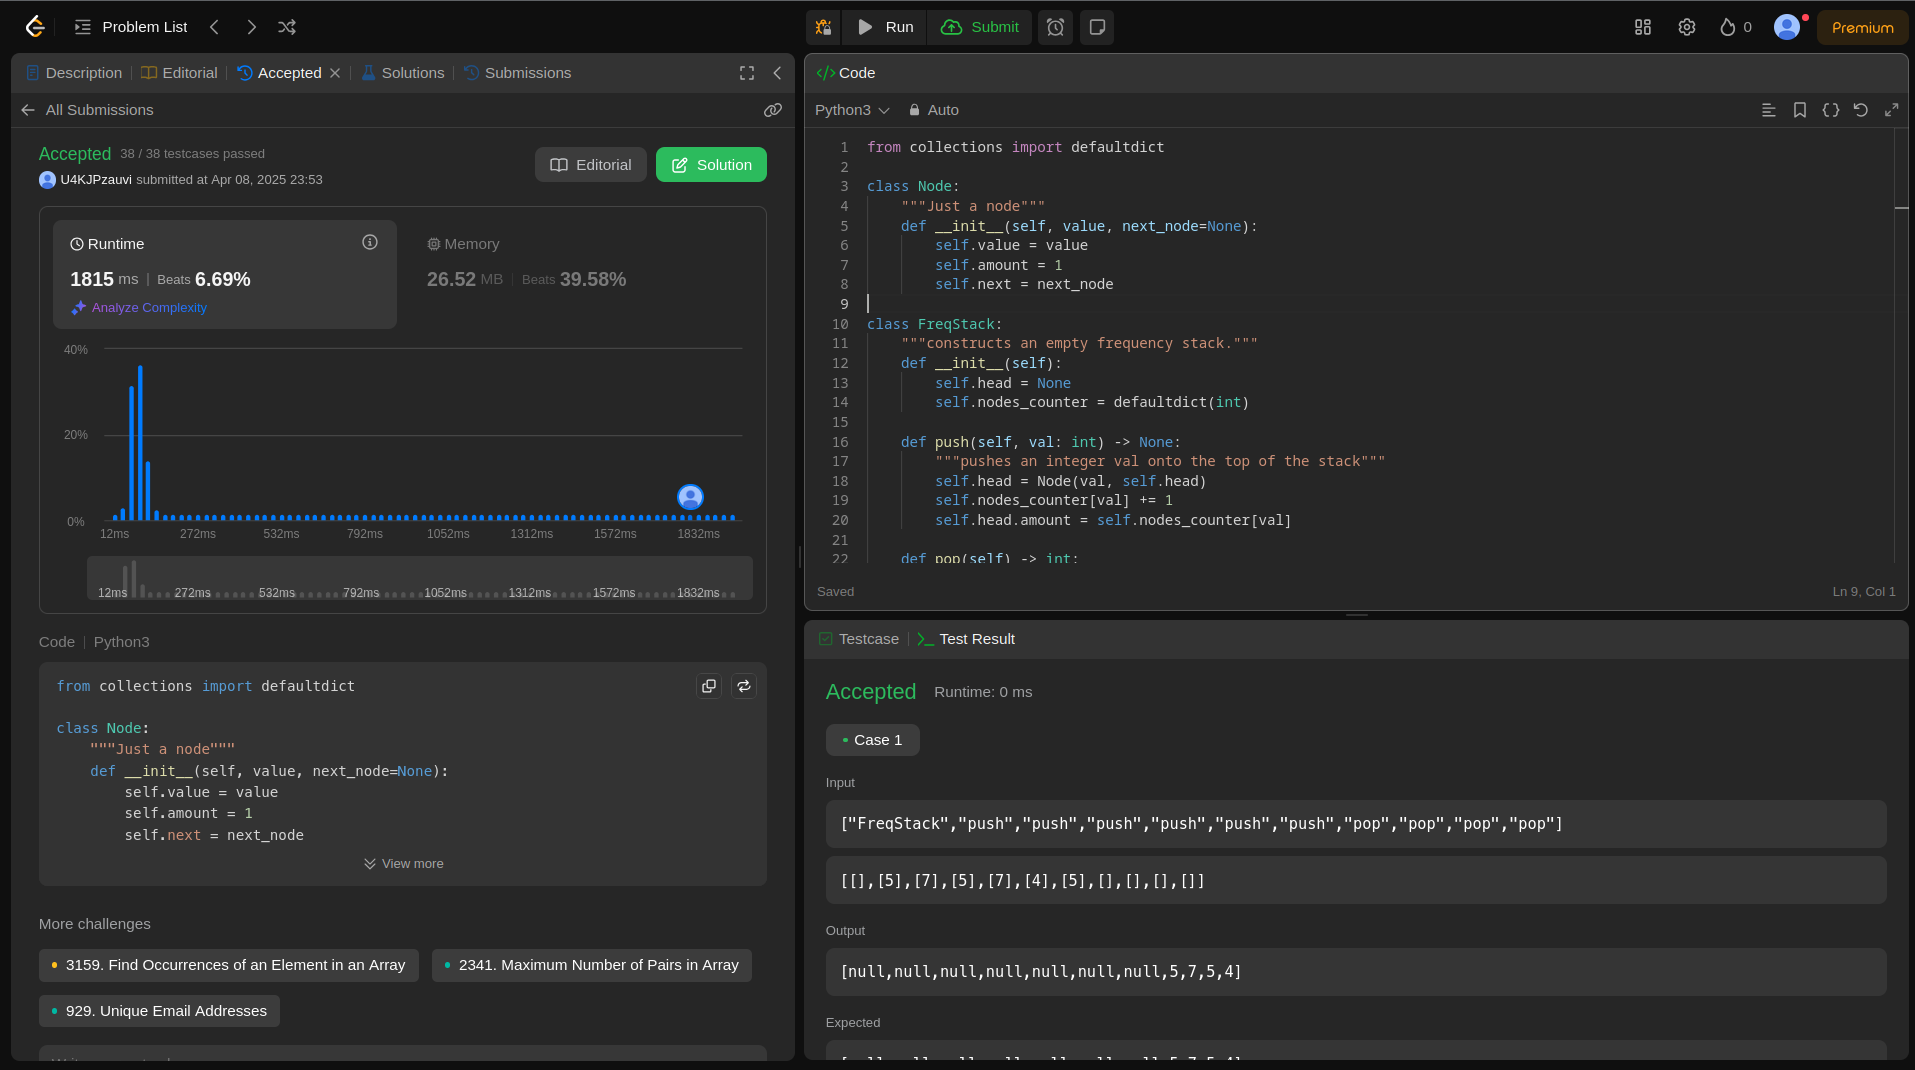 Problem List
Run
Submit
0
Premium
Description
Editorial
Accepted
Solutions
Submissions
All Submissions
Accepted
38 / 38 testcases passed
U4KJPzauvi submitted at Apr 08, 2025 23:53
Editorial
Solution
Runtime
1815 ms
Beats 6.69%
Analyze Complexity
Memory
26.52 MB
Beats 39.58%
40%
20%
0%
12ms 272ms 532ms 792ms 1052ms 1312ms 1572ms 1832ms
12ms 272ms 532ms 792ms 1052ms 1312ms 1572ms 1832ms
Code
Python3
from collections import defaultdict
class Node:
"""Just a node"""
def __init__(self, value, next_node=None):
self.value = value
self.amount = 1
self.next = next_node
View more
More challenges
3159. Find Occurrences of an Element in an Array
2341. Maximum Number of Pairs in Array
929. Unique Email Addresses
Code
Python3
Auto
1 from collections import defaultdict
2
3 class Node:
4 """Just a node"""
5 def __init__(self, value, next_node=None):
6 self.value = value
7 self.amount = 1
8 self.next = next_node
9
10 class FreqStack:
11 """constructs an empty frequency stack."""
12 def __init__(self):
13 self.head = None
14 self.nodes_counter = defaultdict(int)
15
16 def push(self, val: int) -> None:
17 """pushes an integer val onto the top of the stack"""
18 self.head = Node(val, self.head)
19 self.nodes_counter[val] += 1
20 self.head.amount = self.nodes_counter[val]
21
22 def pop(self) -> int:
Saved
Ln 9, Col 1
Testcase
Test Result
Accepted
Runtime: 0 ms
Case 1
Input
["FreqStack","push","push","push","push","push","push","pop","pop","pop","pop"]
[[],[5],[7],[5],[7],[4],[5],[],[],[],[]]
Output
[null,null,null,null,null,null,null,5,7,5,4]
Expected
[null,null,null,null,null,null,null,5,7,5,4]